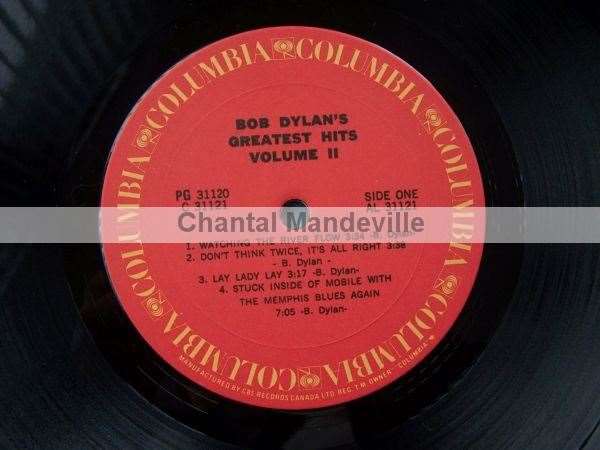 COLUMBIA COLUMBIA COLUMBIA COLUMBIA COLUMBIA COLUMBIA
BOB DYLAN'S
GREATEST HITS
VOLUME II
PG 31120 SIDE ONE
C 31121 AL 31121
Chantal Mandeville
1. WATCHING THE RIVER FLOW 3:34 -B. Dylan-
2. DON'T THINK TWICE, IT'S ALL RIGHT 3:38
- B. Dylan -
3. LAY LADY LAY 3:17 -B. Dylan-
4. STUCK INSIDE OF MOBILE WITH
THE MEMPHIS BLUES AGAIN
7:05 -B. Dylan-
MANUFACTURED BY CBS RECORDS CANADA LTD. REG. T.M. OWNER - COLUMBIA